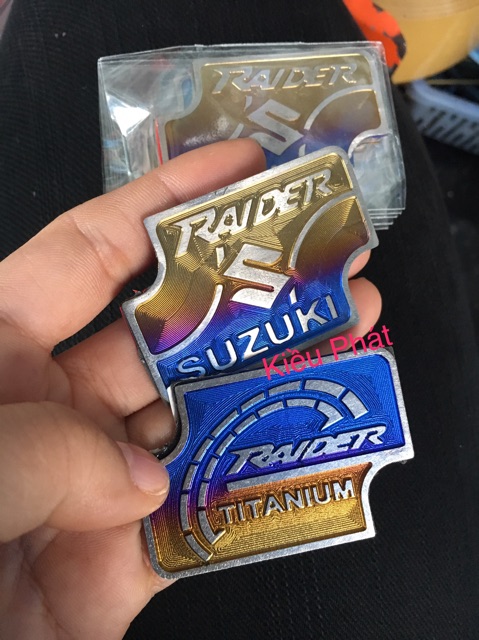 RAIDER
RAIDER
SUZUKI
Kiều Phát
RAIDER
TITANIUM